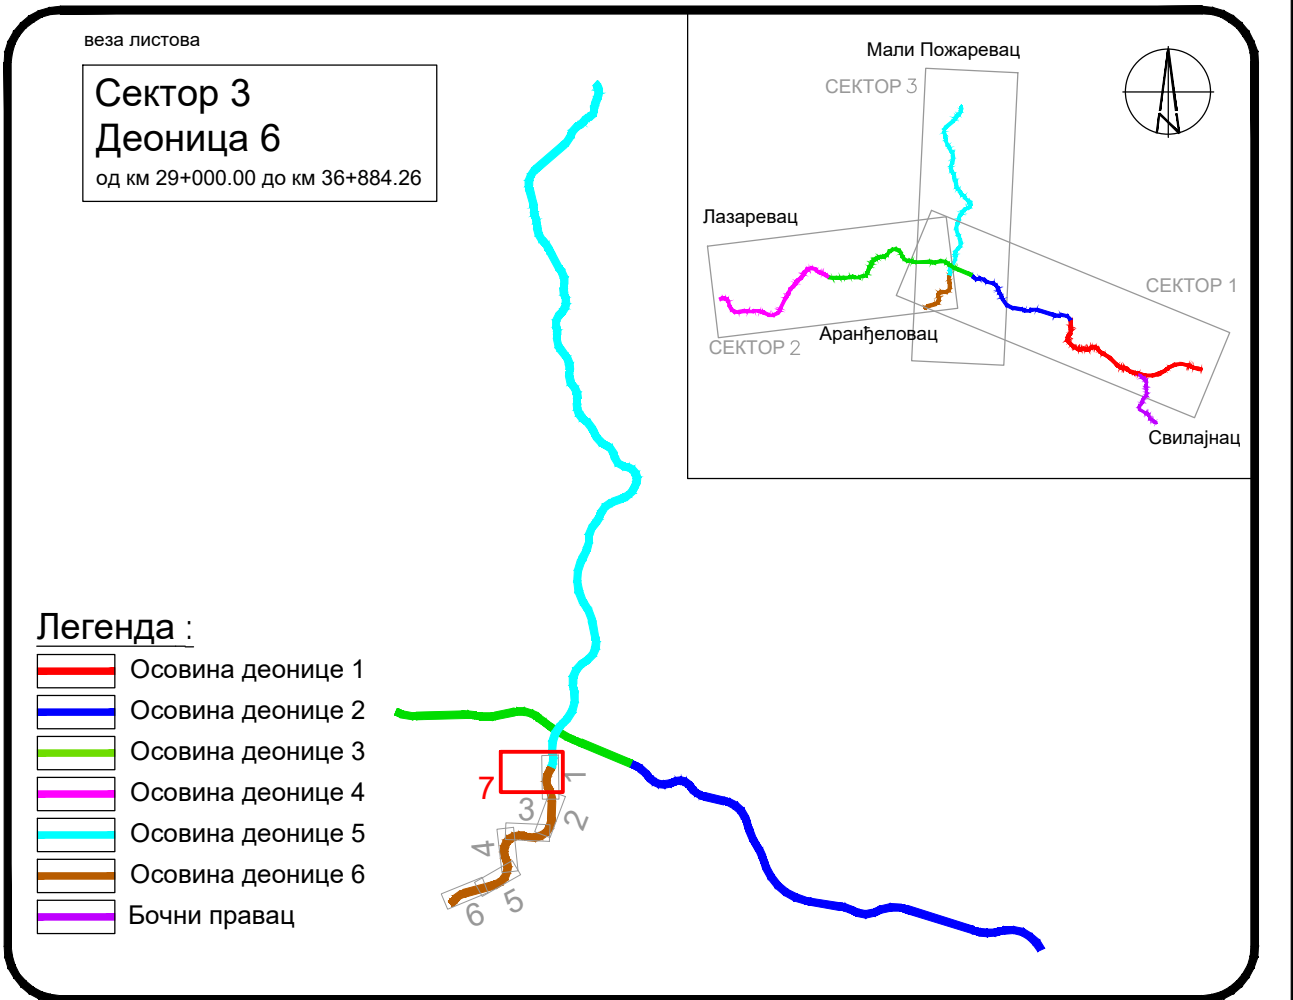 веза листова
Сектор 3
Деоница 6
од км 29+000.00 до км 36+884.26
Мали Пожаревац
СЕКТОР 3
N
Лазаревац
СЕКТОР 1
Аранђеловац
СЕКТОР 2
Свилајнац
Легенда :
Осовина деонице 1
Осовина деонице 2
Осовина деонице 3
Осовина деонице 4
Осовина деонице 5
Осовина деонице 6
Бочни правац
1
7
3
2
4
5
6